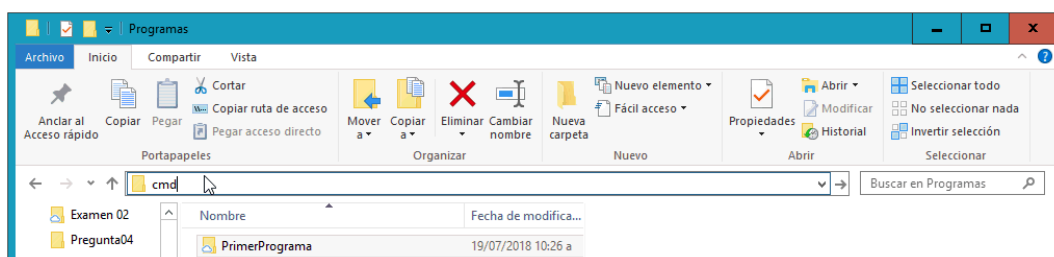 Programas
Archivo Inicio Compartir Vista
Anclar al Acceso rápido
Copiar
Pegar
Cortar
Copiar ruta de acceso
Pegar acceso directo
Portapapeles
Mover a
Copiar a
Eliminar
Cambiar nombre
Organizar
Nueva carpeta
Nuevo elemento
Fácil acceso
Nuevo
Propiedades
Abrir
Modificar
Historial
Abrir
Seleccionar todo
No seleccionar nada
Invertir selección
Seleccionar
cmd
Buscar en Programas
Examen 02
Pregunta04
Nombre Fecha de modifica...
PrimerPrograma 19/07/2018 10:26 a